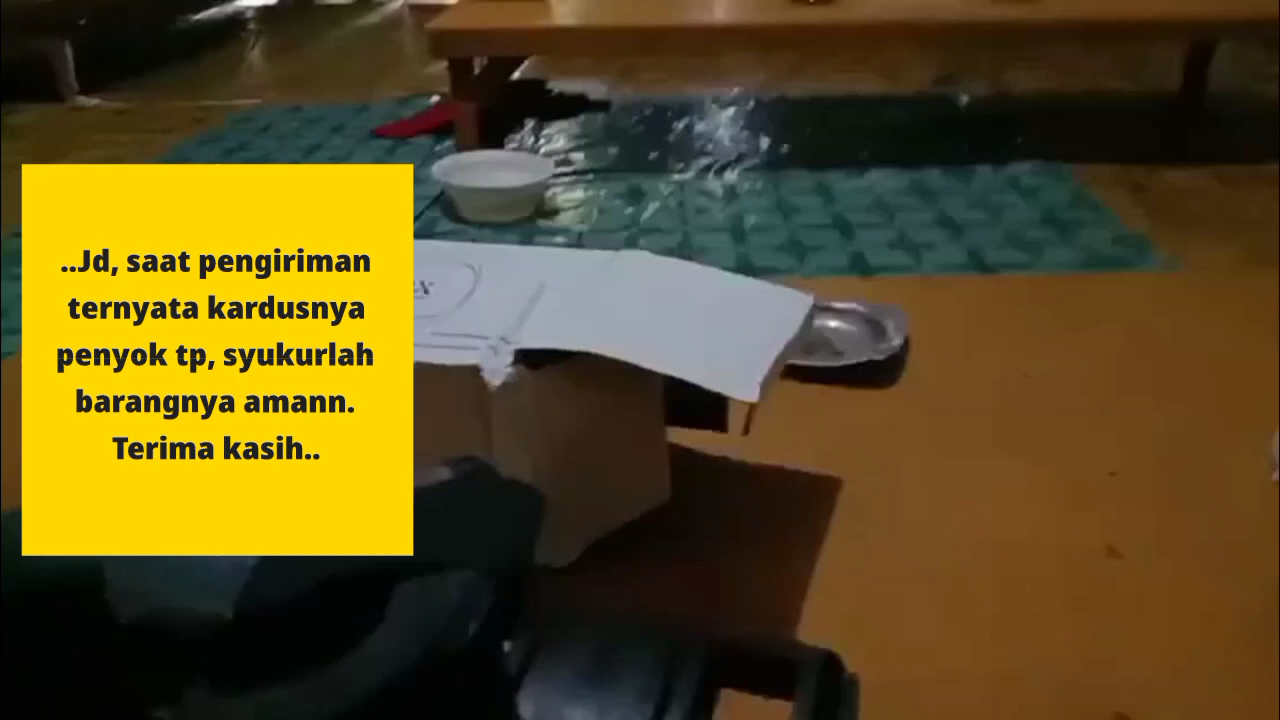 ..Jd, saat pengiriman
ternyata kardusnya
penyok tp, syukurlah
barangnya amann.
Terima kasih..